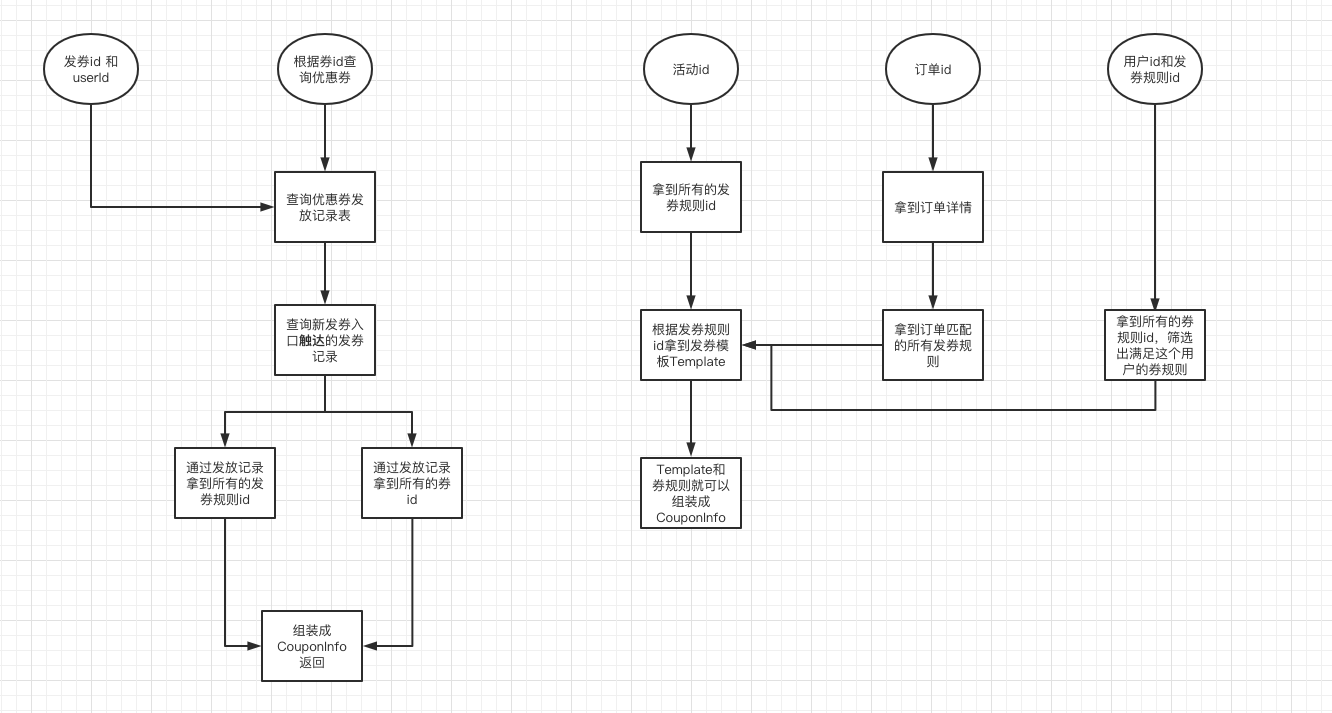 发券id 和
userId
根据券id查
询优惠券
活动id
订单id
用户id和发
券规则id
查询优惠券发
放记录表
拿到所有的发
券规则id
拿到订单详情
查询新发券入
口触达的发券
记录
根据发券规则
id拿到发券模
板Template
拿到订单匹配
的所有发券规
则
拿到所有的券
规则id，筛选
出满足这个用
户的券规则
通过发放记录
拿到所有的发
券规则id
通过发放记录
拿到所有的券
id
Template和
券规则就可以
组装成
CouponInfo
组装成
CouponInfo
返回